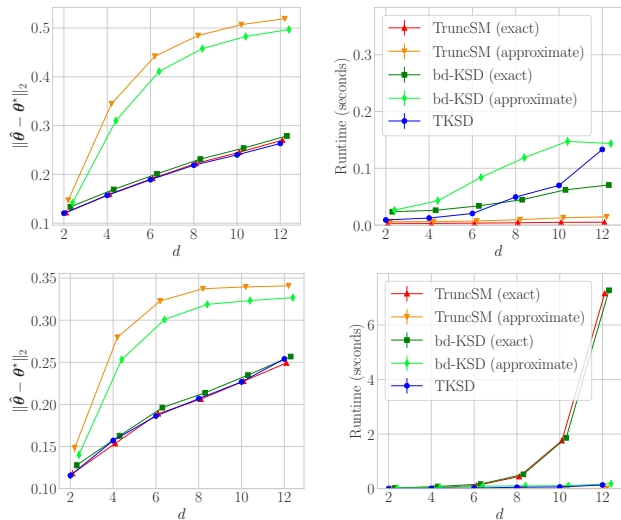 0.5
0.4
0.3
0.2
0.1
‖θ̂ − θ*‖₂
2 4 6 8 10 12
d
0.3
0.2
0.1
0.0
Runtime (seconds)
TruncSM (exact)
TruncSM (approximate)
bd-KSD (exact)
bd-KSD (approximate)
TKSD
2 4 6 8 10 12
d
0.35
0.30
0.25
0.20
0.15
0.10
‖θ̂ − θ*‖₂
2 4 6 8 10 12
d
6
4
2
0
Runtime (seconds)
TruncSM (exact)
TruncSM (approximate)
bd-KSD (exact)
bd-KSD (approximate)
TKSD
2 4 6 8 10 12
d